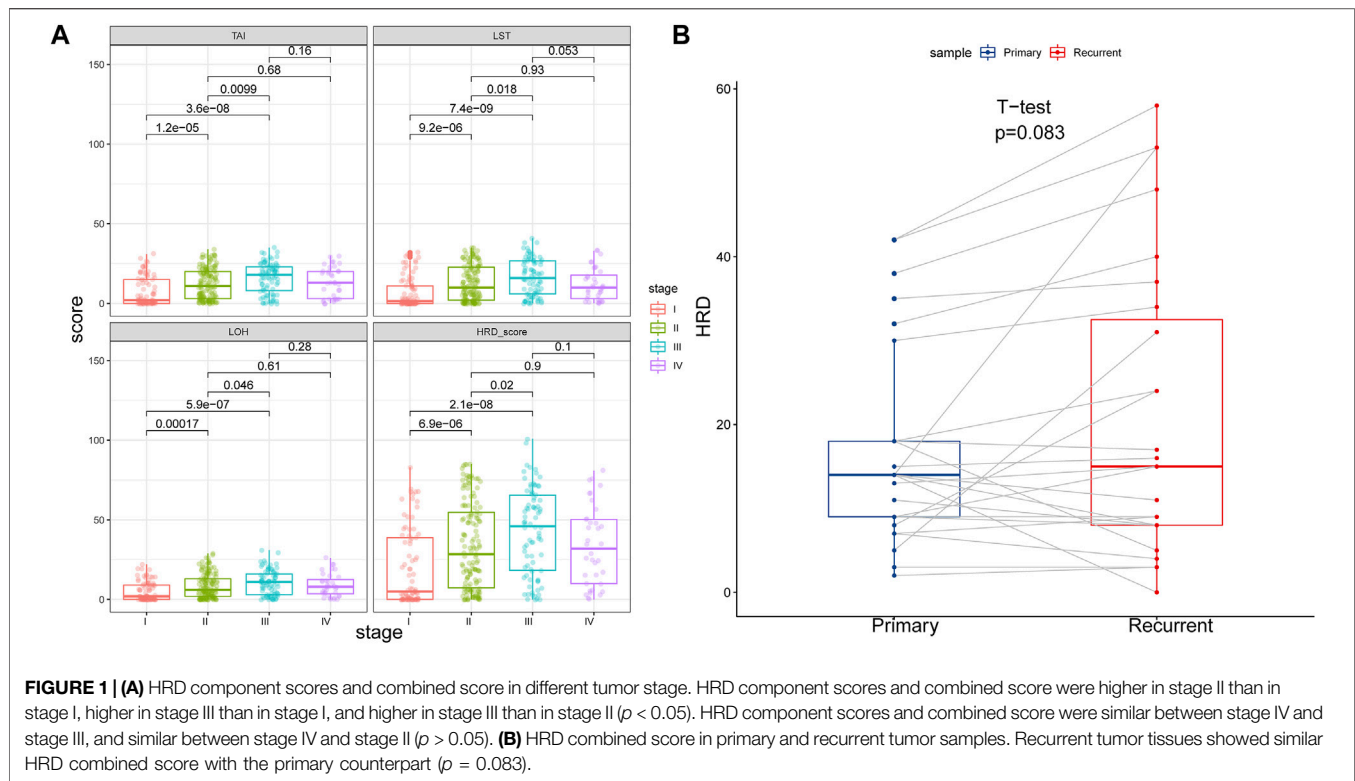 A
TAI
LST
0.16
0.68
0.0099
3.6e−08
1.2e−05
0.053
0.93
0.018
7.4e−09
9.2e−06
150
100
50
0
LOH
HRD_score
0.28
0.61
0.046
5.9e−07
0.00017
0.1
0.9
0.02
2.1e−08
6.9e−06
150
100
50
0
score
I II III IV I II III IV
stage
stage
I
II
III
IV
B
sample Primary Recurrent
T−test
p=0.083
60
40
20
0
HRD
Primary Recurrent
FIGURE 1 | (A) HRD component scores and combined score in different tumor stage. HRD component scores and combined score were higher in stage II than in
stage I, higher in stage III than in stage I, and higher in stage III than in stage II (p < 0.05). HRD component scores and combined score were similar between stage IV and
stage III, and similar between stage IV and stage II (p > 0.05). (B) HRD combined score in primary and recurrent tumor samples. Recurrent tumor tissues showed similar
HRD combined score with the primary counterpart (p = 0.083).